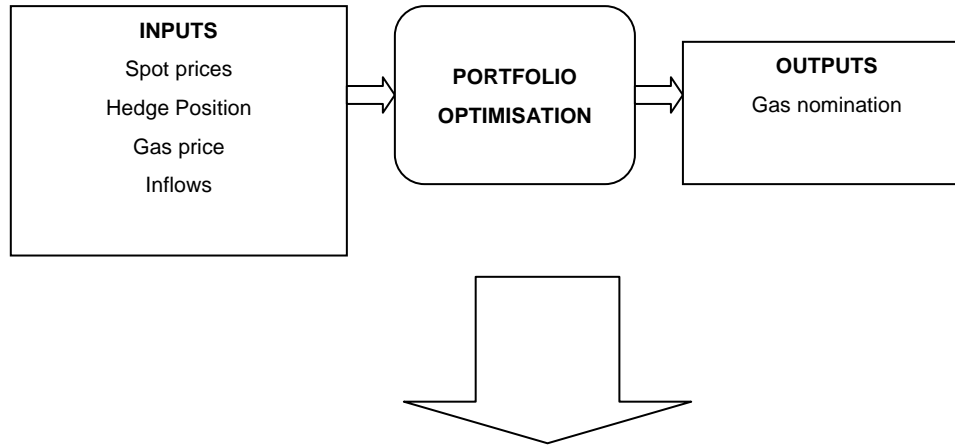 INPUTS
Spot prices
Hedge Position
Gas price
Inflows
PORTFOLIO
OPTIMISATION
OUTPUTS
Gas nomination